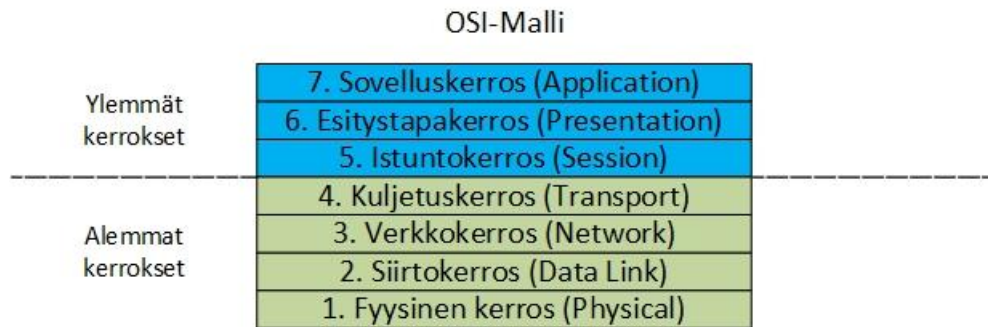 OSI-Malli
Ylemmät
kerrokset
7. Sovelluskerros (Application)
6. Esitystapakerros (Presentation)
5. Istuntokerros (Session)
Alemmat
kerrokset
4. Kuljetuskerros (Transport)
3. Verkkokerros (Network)
2. Siirtokerros (Data Link)
1. Fyysinen kerros (Physical)